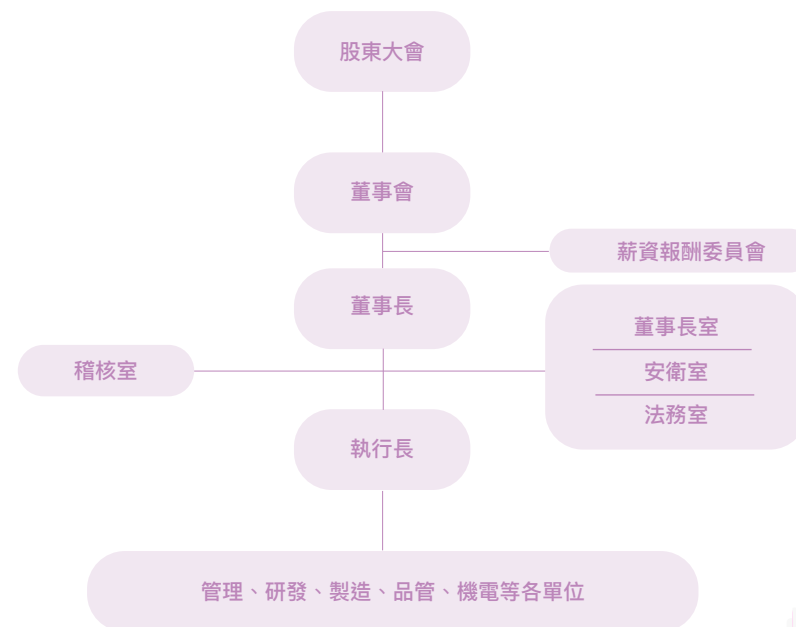 股東大會
董事會
薪資報酬委員會
董事長
董事長室
稽核室
安衛室
法務室
執行長
管理、研發、製造、品管、機電等各單位